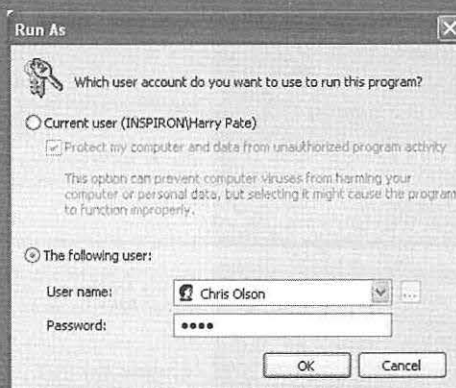 Run As
Which user account do you want to use to run this program?
Current user (INSPIRON\Harry Pate)
Protect my computer and data from unauthorized program activity
This option can prevent computer viruses from harming your
computer or personal data, but selecting it might cause the program
to function improperly.
The following user:
User name: Chris Olson ...
Password: ••••
OK Cancel